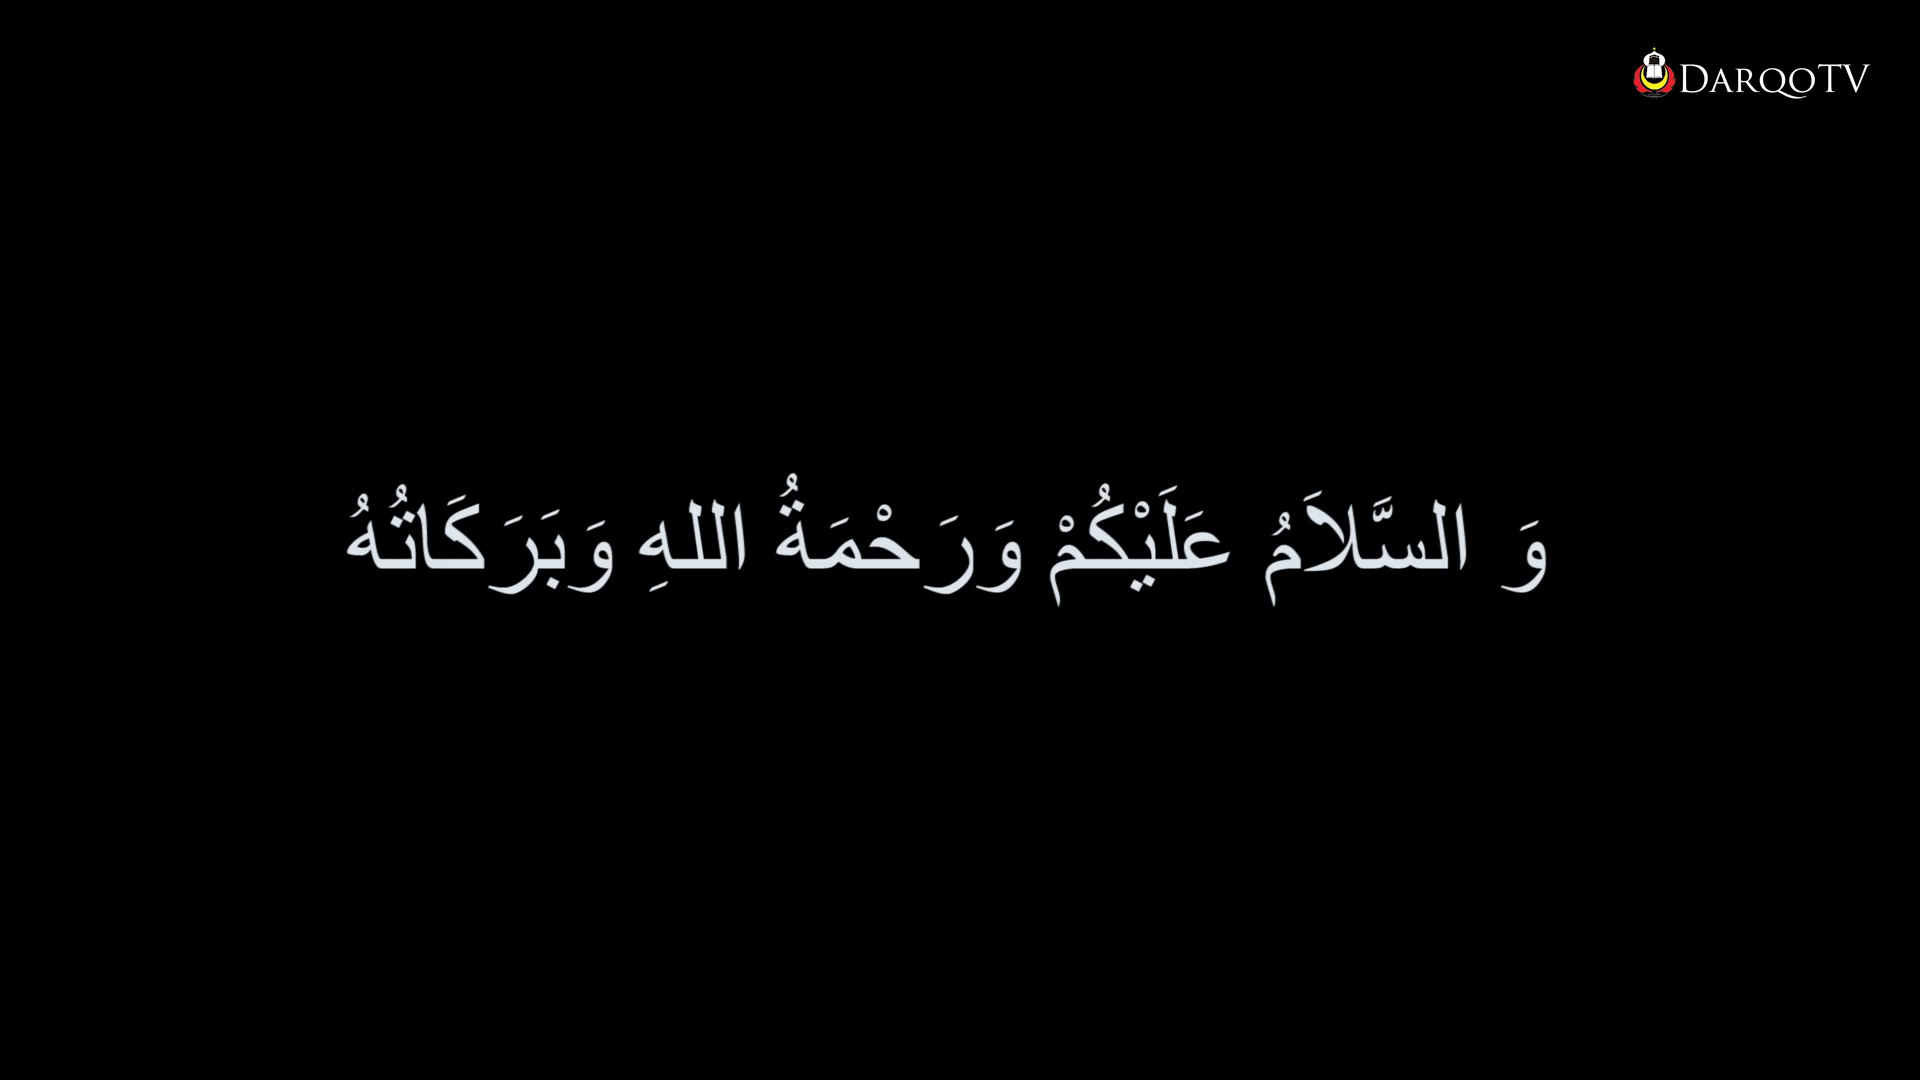 DARQOTV
وَ السَّلاَمُ عَلَيْكُمْ وَرَحْمَةُ اللهِ وَبَرَكَاتُهُ